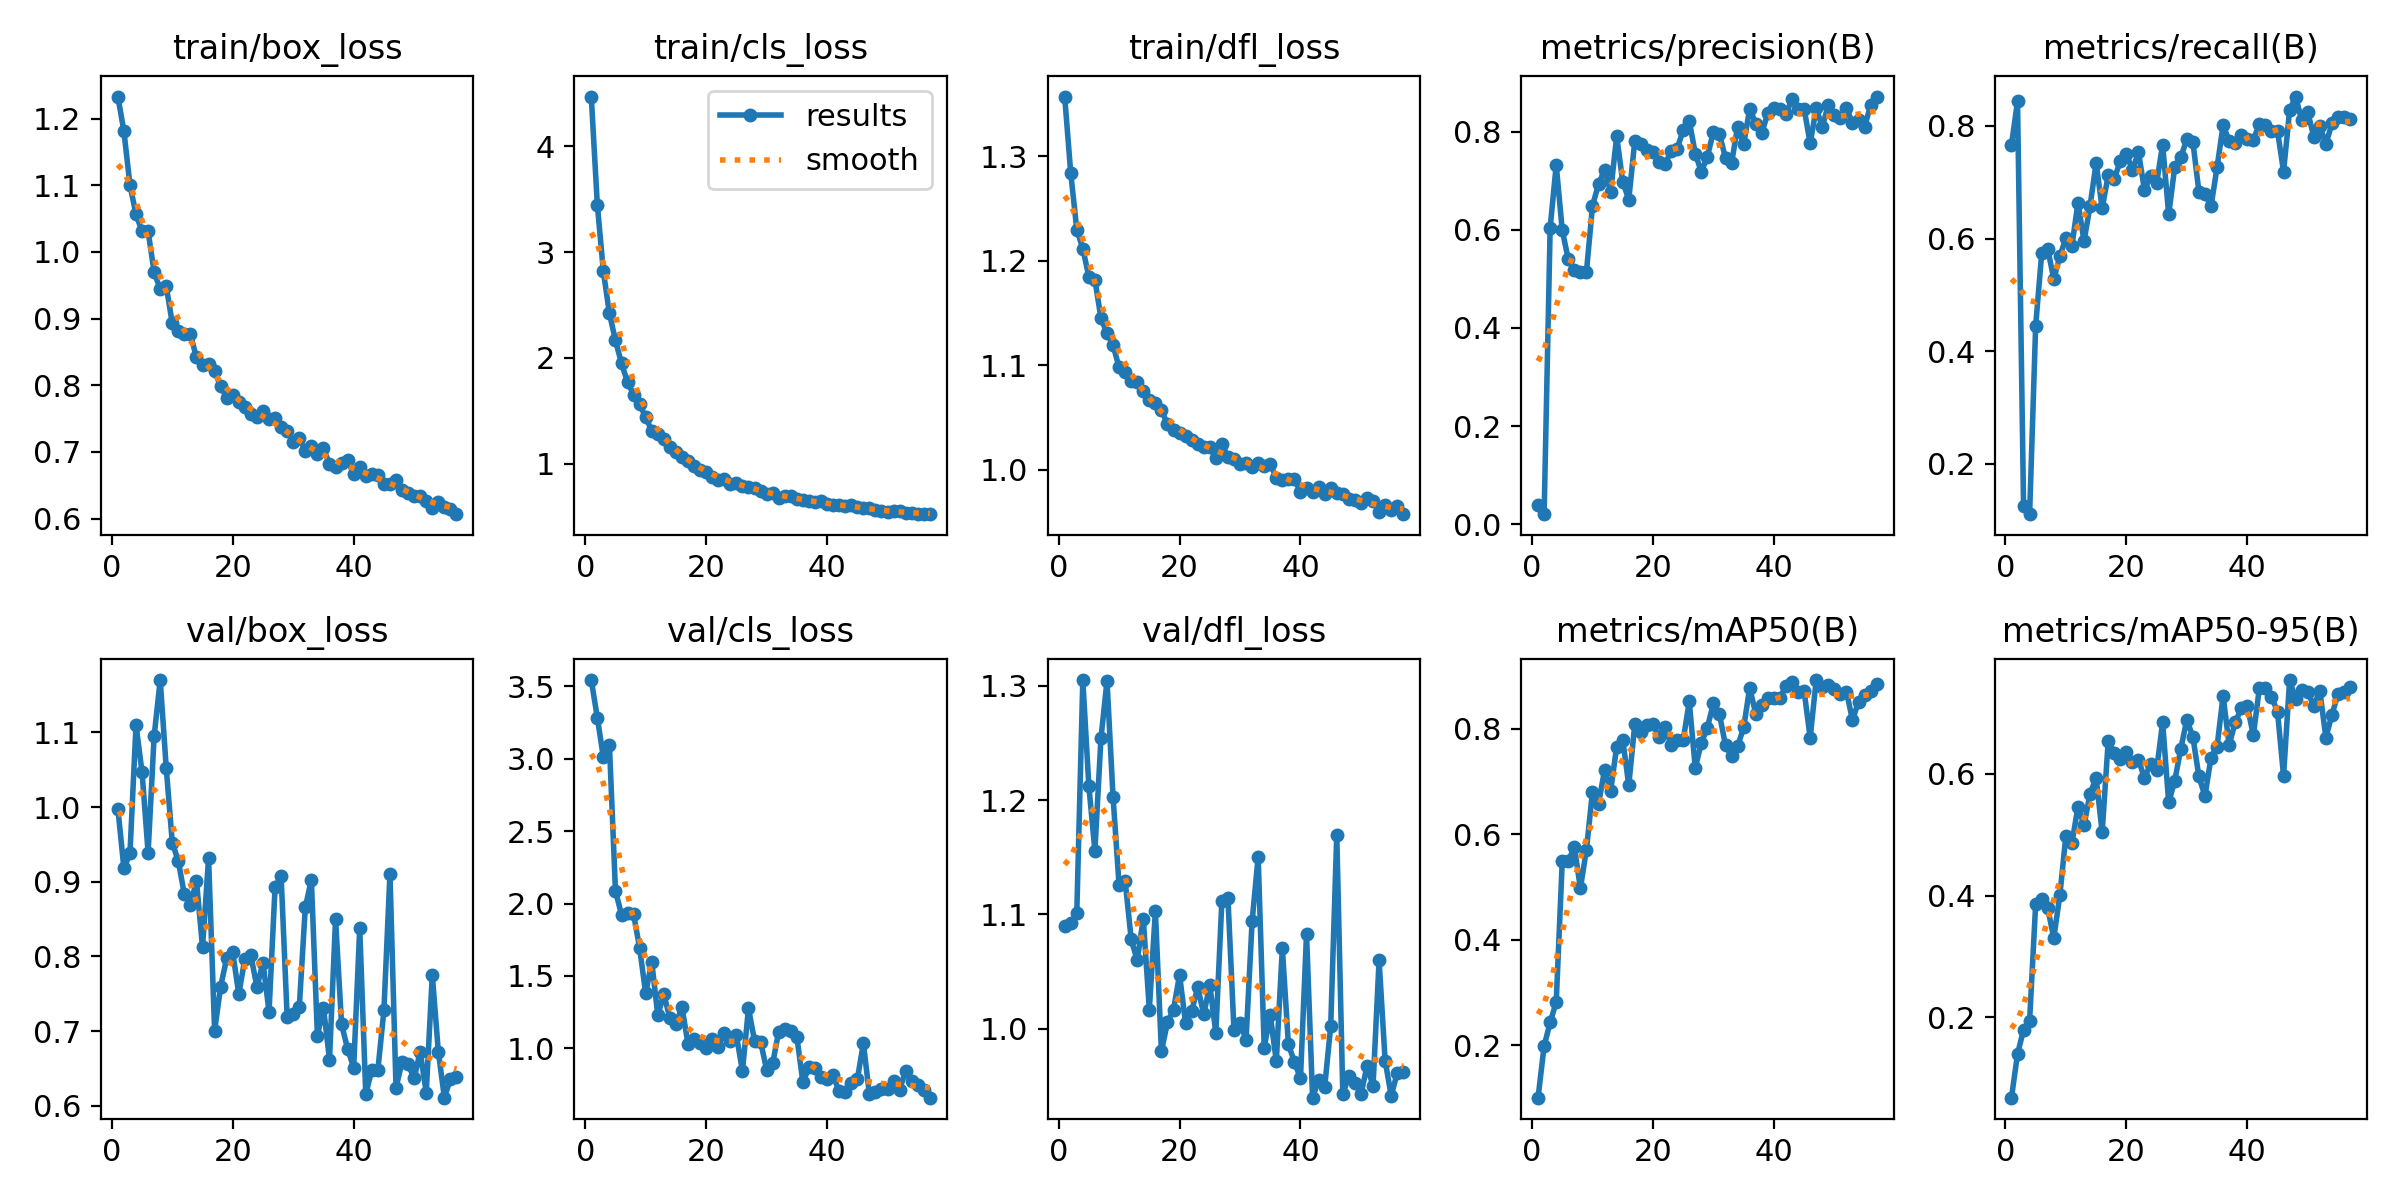 train/box_loss
1.2
1.1
1.0
0.9
0.8
0.7
0.6
0 20 40
train/cls_loss
results
smooth
4
3
2
1
0 20 40
train/dfl_loss
1.3
1.2
1.1
1.0
0 20 40
metrics/precision(B)
0.8
0.6
0.4
0.2
0.0
0 20 40
metrics/recall(B)
0.8
0.6
0.4
0.2
0 20 40
val/box_loss
1.1
1.0
0.9
0.8
0.7
0.6
0 20 40
val/cls_loss
3.5
3.0
2.5
2.0
1.5
1.0
0 20 40
val/dfl_loss
1.3
1.2
1.1
1.0
0 20 40
metrics/mAP50(B)
0.8
0.6
0.4
0.2
0 20 40
metrics/mAP50-95(B)
0.6
0.4
0.2
0 20 40